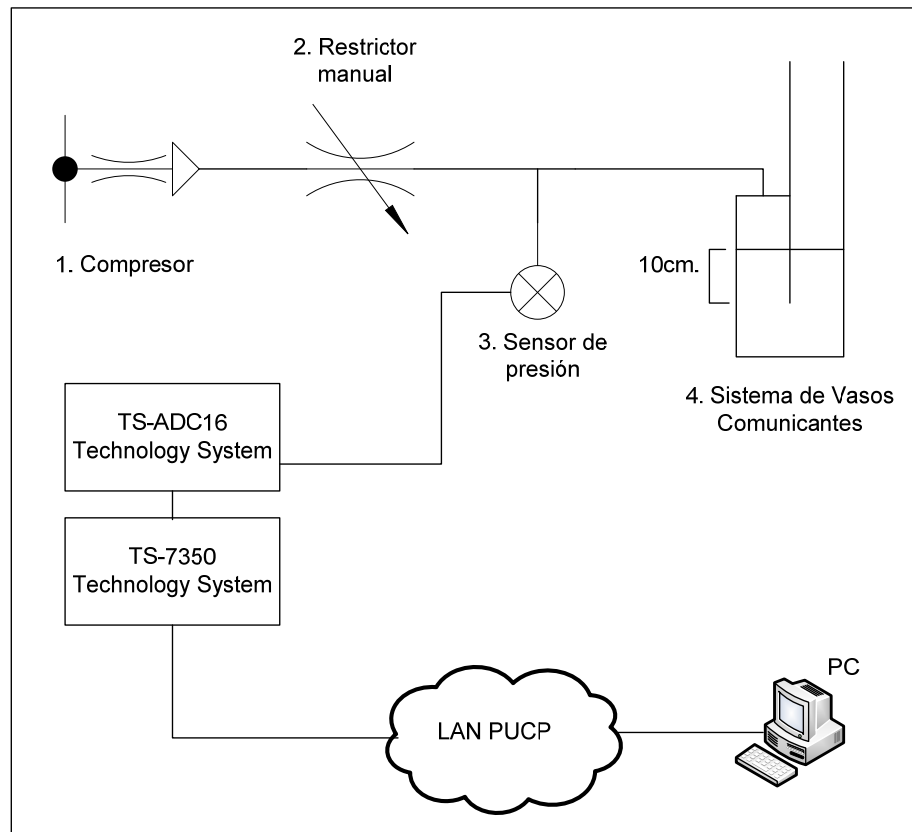 2. Restrictor
manual
1. Compresor
10cm.
3. Sensor de
presión
4. Sistema de Vasos
Comunicantes
TS-ADC16
Technology System
TS-7350
Technology System
PC
LAN PUCP